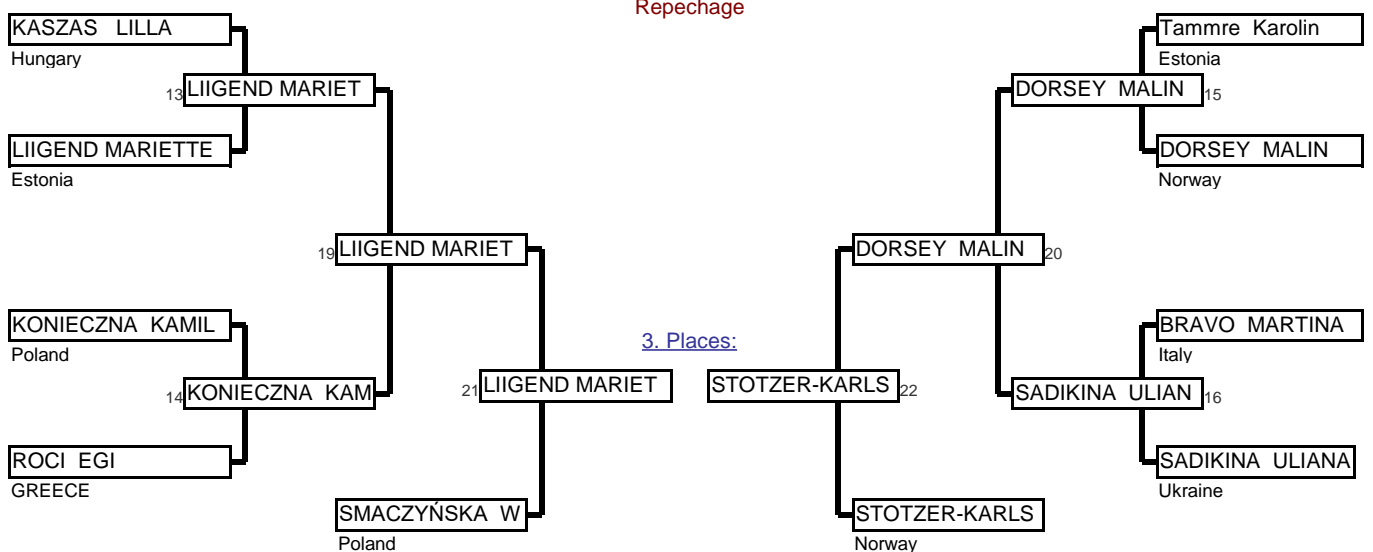 Repechage
KASZAS LILLA
Hungary
13 LIIGEND MARIET
LIIGEND MARIETTE
Estonia
19 LIIGEND MARIET
KONIECZNA KAMIL
Poland
14 KONIECZNA KAM
ROCI EGI
GREECE
21 LIIGEND MARIET
SMACZYŃSKA W
Poland
3. Places:
Tammre Karolin
Estonia
DORSEY MALIN 15
DORSEY MALIN
Norway
DORSEY MALIN 20
BRAVO MARTINA
Italy
SADIKINA ULIAN 16
SADIKINA ULIANA
Ukraine
STOTZER-KARLS 22
STOTZER-KARLS
Norway